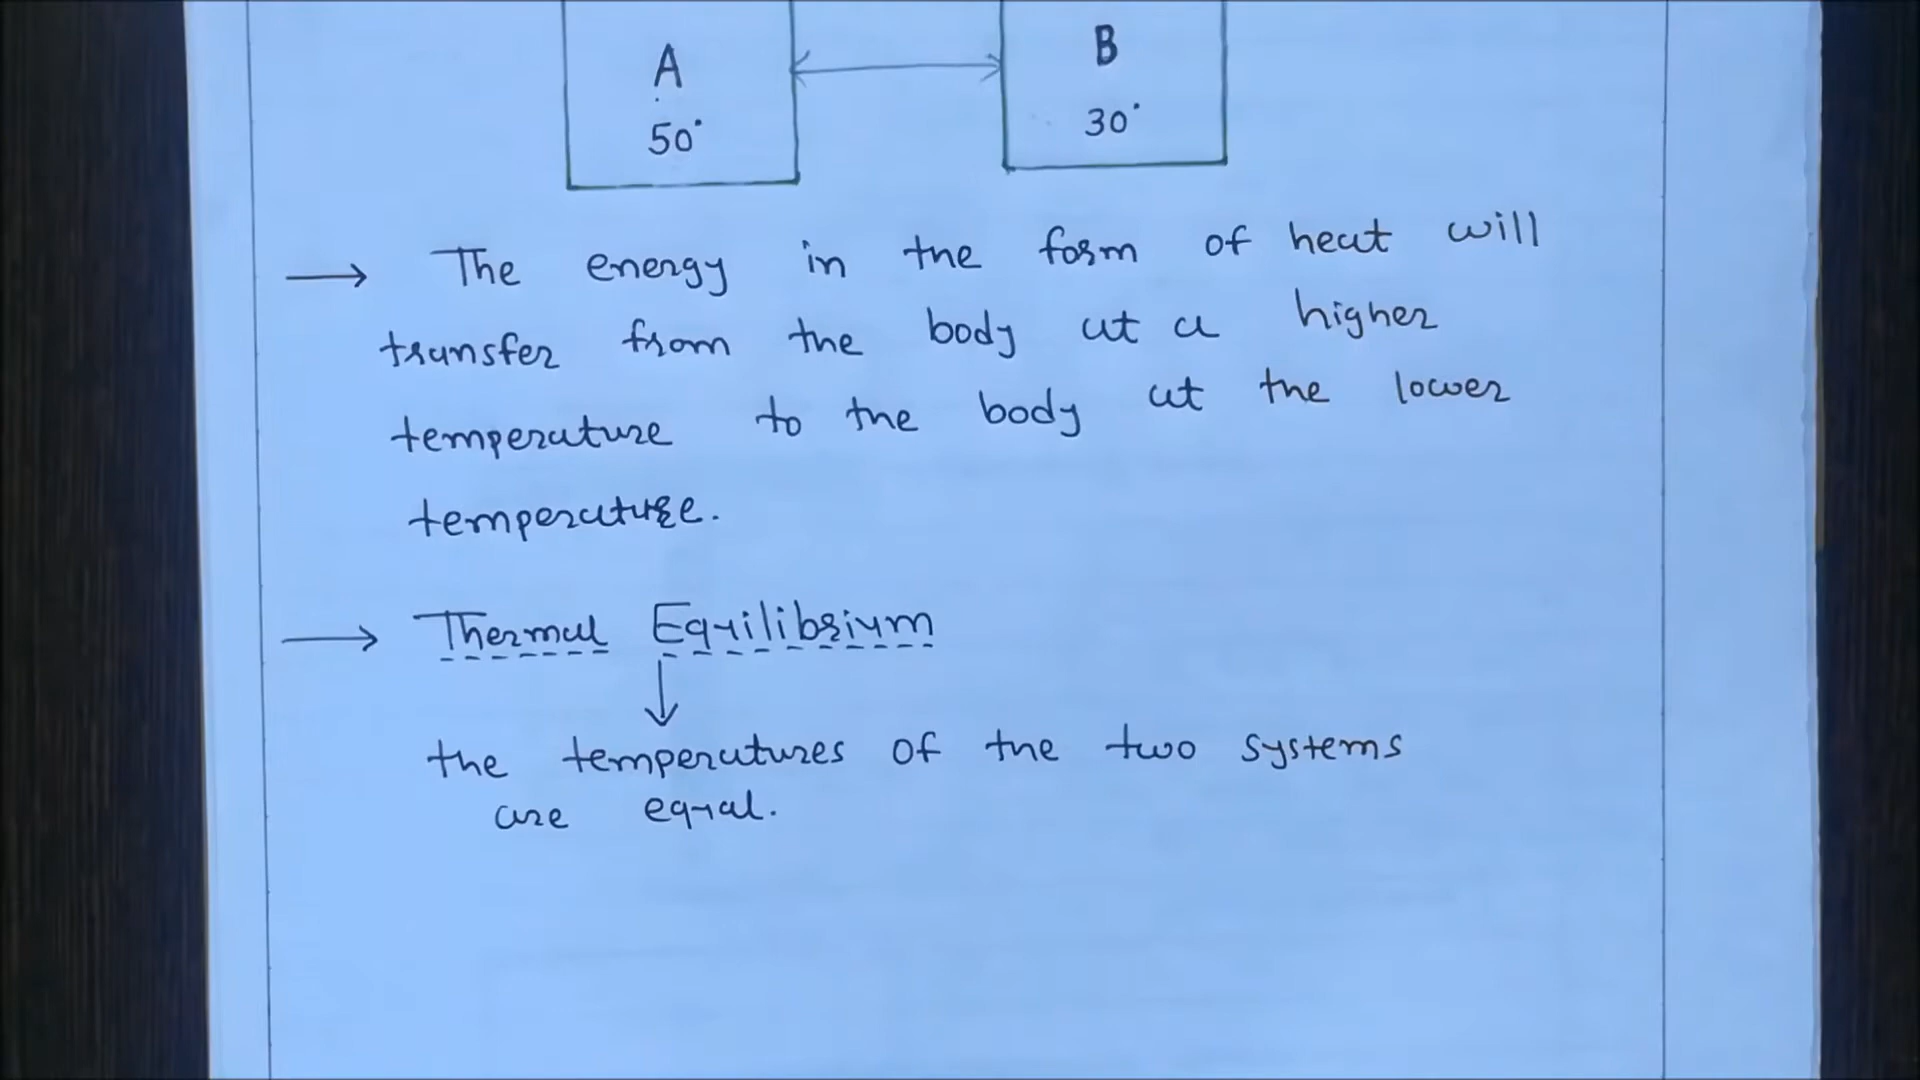 A
B
50°
30°
→ The energy in the form of heat will
transfer from the body at a higher
temperature to the body at the lower
temperature.
→ Thermal Equilibrium
↓
the temperatures of the two systems
are equal.